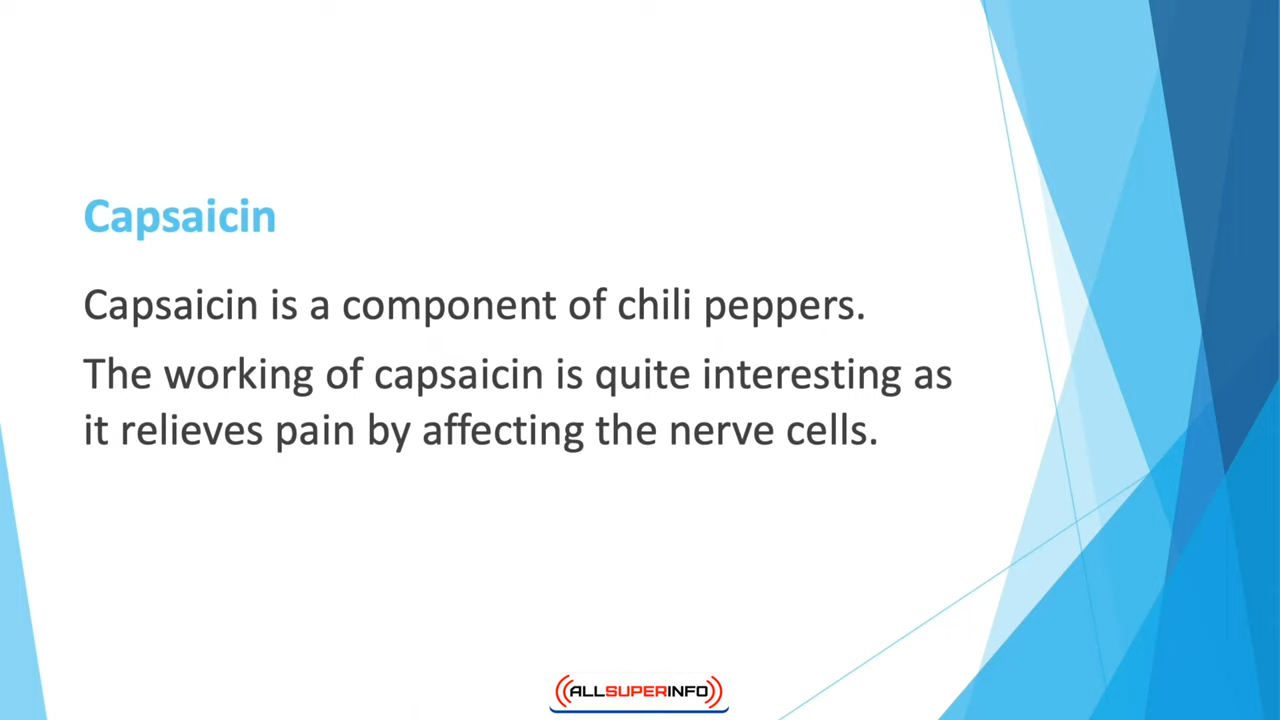 Capsaicin
Capsaicin is a component of chili peppers.
The working of capsaicin is quite interesting as
it relieves pain by affecting the nerve cells.
ALLSUPERINFO